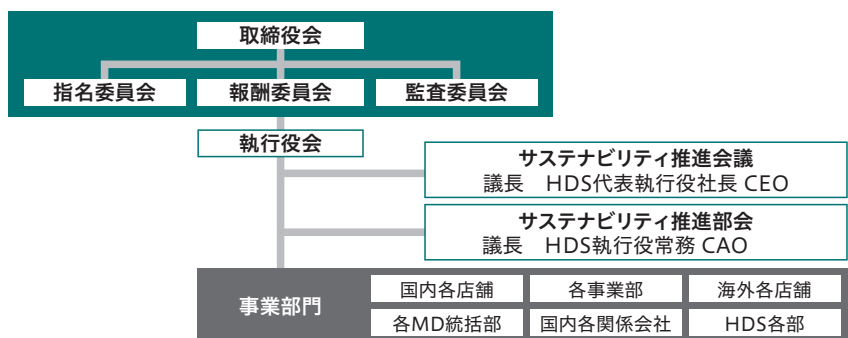 取締役会
指名委員会
報酬委員会
監査委員会
執行役会
サステナビリティ推進会議
議長　HDS代表執行役社長 CEO
サステナビリティ推進部会
議長　HDS執行役常務 CAO
事業部門
国内各店舗
各事業部
海外各店舗
各MD統括部
国内各関係会社
HDS各部